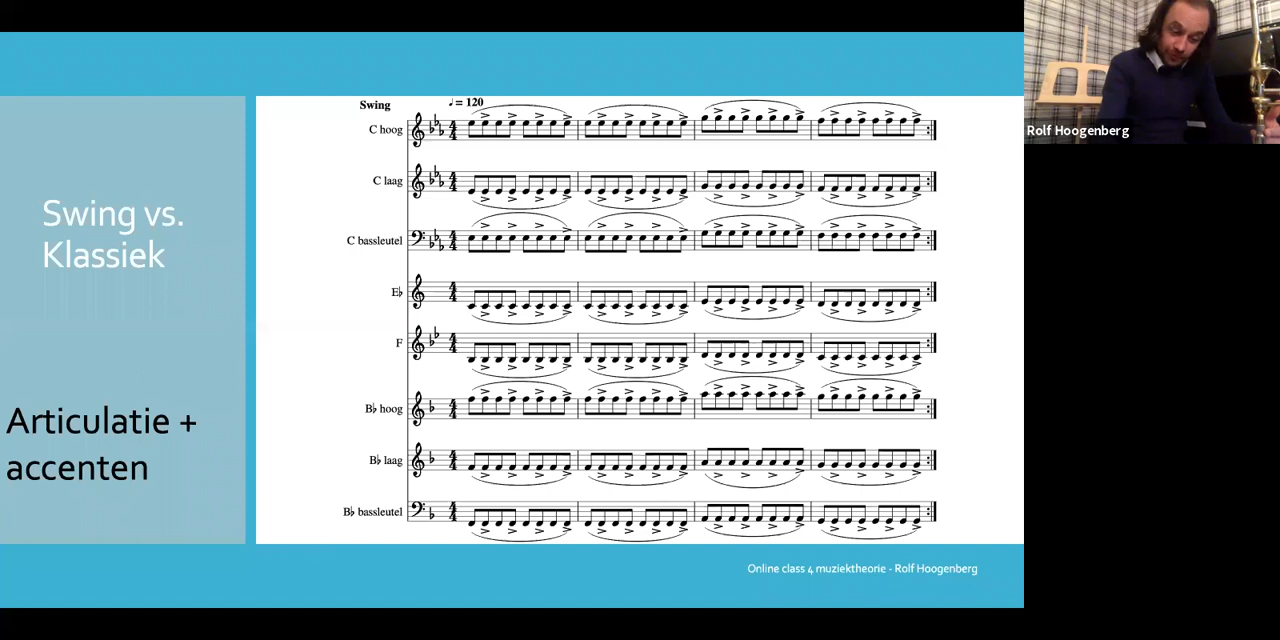 Swing vs.
Klassiek
Articulatie +
accenten
Swing
♩ = 120
C hoog
C laag
C bassleutel
E♭
F
B♭ hoog
B♭ laag
B♭ bassleutel
Online class 4 muziektheorie - Rolf Hoogenberg
Rolf Hoogenberg